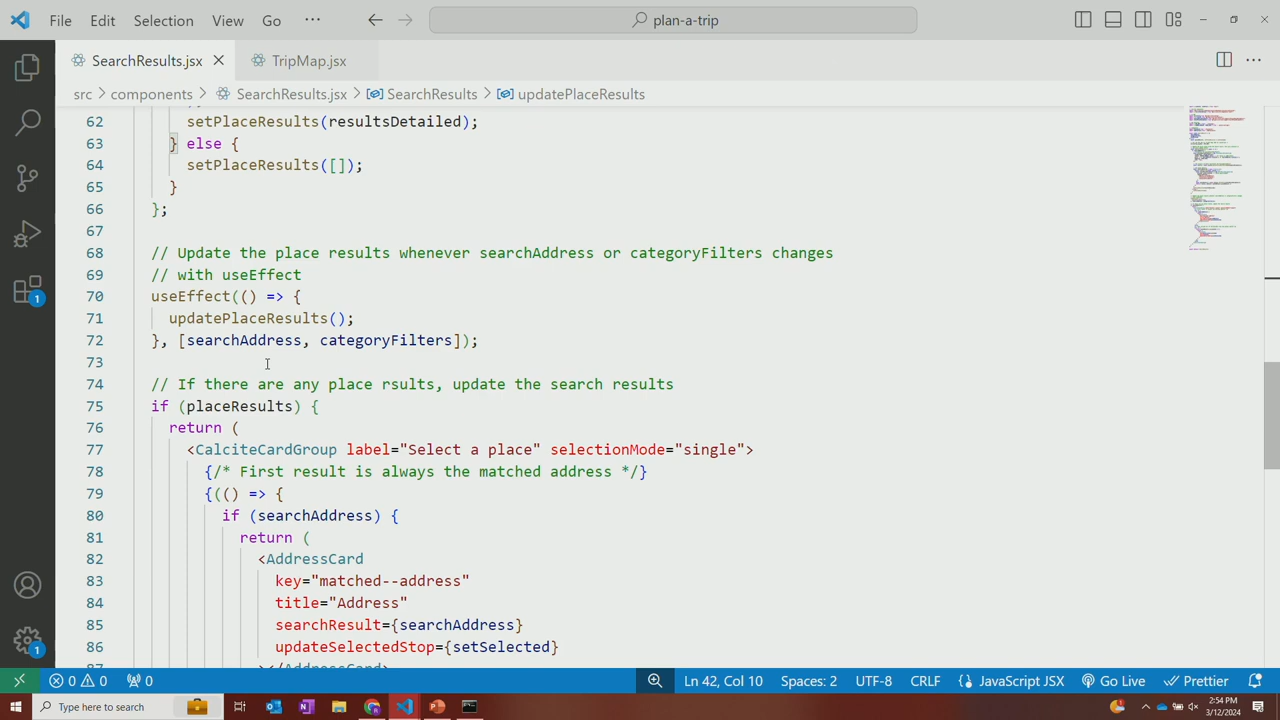 File Edit Selection View Go ··· plan-a-trip
SearchResults.jsx TripMap.jsx
src > components > SearchResults.jsx > SearchResults > updatePlaceResults
62 setPlaceResults(resultsDetailed);
63 } else {
64 setPlaceResults([]);
65 }
66 };
67
68 // Update the place results whenever searchAddress or categoryFilters changes
69 // with useEffect
70 useEffect(() => {
71 updatePlaceResults();
72 }, [searchAddress, categoryFilters]);
73
74 // If there are any place rsults, update the search results
75 if (placeResults) {
76 return (
77 <CalciteCardGroup label="Select a place" selectionMode="single">
78 {/* First result is always the matched address */}
79 {(() => {
80 if (searchAddress) {
81 return (
82 <AddressCard
83 key="matched--address"
84 title="Address"
85 searchResult={searchAddress}
86 updateSelectedStop={setSelected}
87 ></AddressCard>
1
1
0 0 0 Ln 42, Col 10 Spaces: 2 UTF-8 CRLF {} JavaScript JSX Go Live Prettier
Type here to search 2:54 PM
3/12/2024